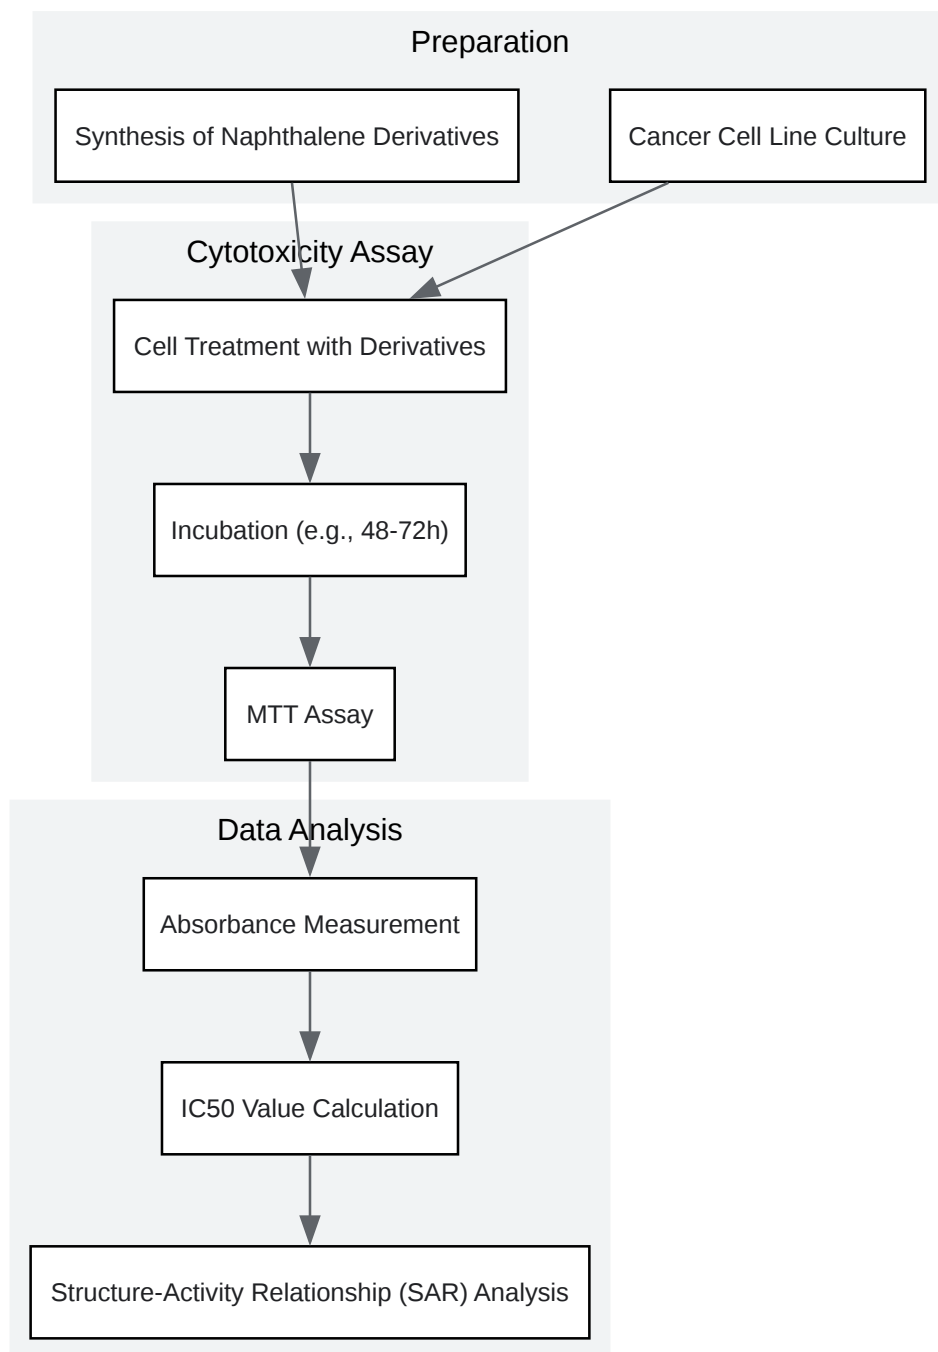 Preparation
Synthesis of Naphthalene Derivatives
Cancer Cell Line Culture
Cytotoxicity Assay
Cell Treatment with Derivatives
Incubation (e.g., 48-72h)
MTT Assay
Data Analysis
Absorbance Measurement
IC50 Value Calculation
Structure-Activity Relationship (SAR) Analysis